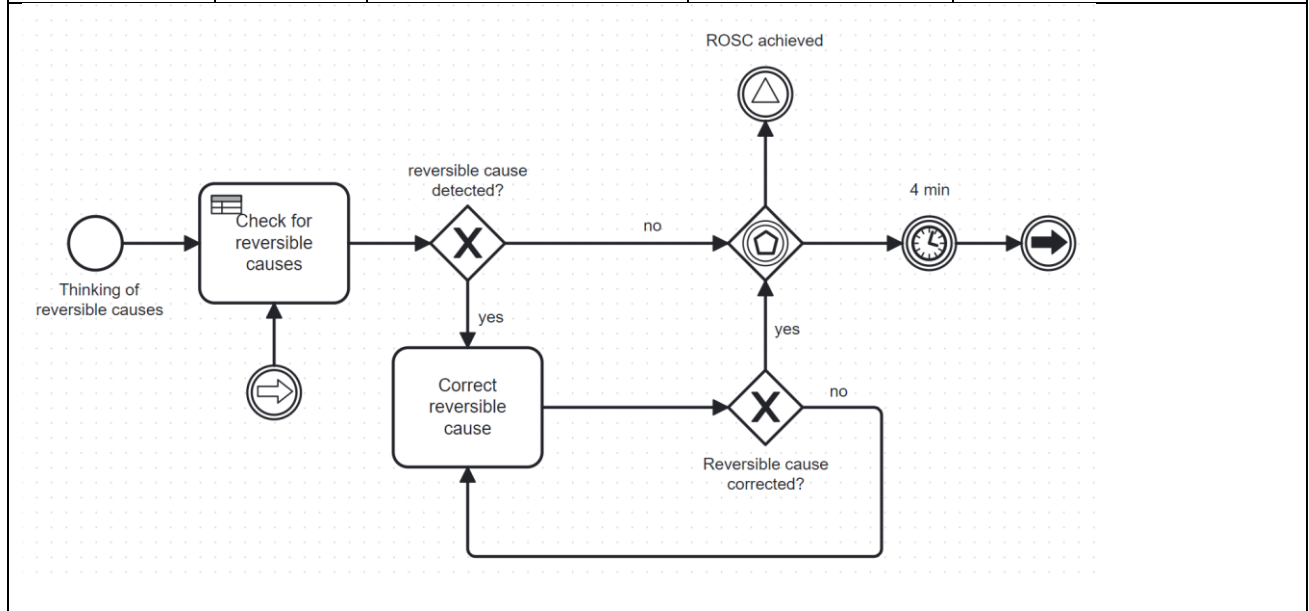 ROSC achieved
reversible cause
detected?
4 min
Check for
reversible
causes
no
Thinking of
reversible causes
yes
yes
Correct
reversible
cause
no
Reversible cause
corrected?